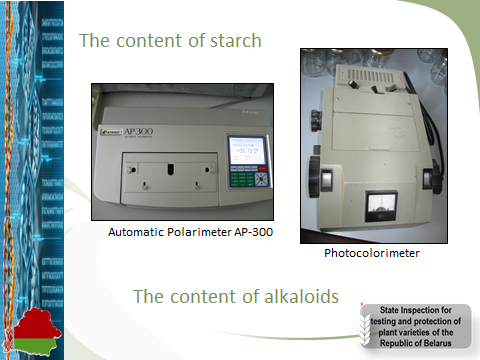 The content of starch
AP300
Automatic Polarimeter AP-300
Photocolorimeter
The content of alkaloids
State Inspection for
testing and protection of
plant varieties of the
Republic of Belarus